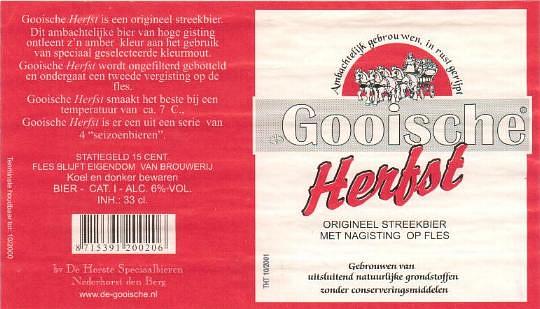 Gooische Herfst is een origineel streekbier.
Dit ambachtelijke bier van hoge gisting
ontleent z'n amber kleur aan het gebruik
van speciaal geselecteerde kleurmout.
Gooische Herfst wordt ongefilterd gebotteld
en ondergaat een tweede vergisting op de
fles.
Gooische Herfst smaakt het beste bij een
temperatuur van ca. 7 C..
Gooische Herfst is er een uit een serie van
4 "seizoenbieren".
STATIEGELD 15 CENT.
FLES BLIJFT EIGENDOM VAN BROUWERIJ
Koel en donker bewaren
BIER - CAT. I - ALC. 6%-VOL.
INH.: 33 cl.
8 715391 200206
bv De Horste Speciaalbieren
Nederhorst den Berg
www.de-gooische.nl
Tenminste houdbaar tot: 10/2000
Ambachtelijk gebrouwen, in rust gerijpt
Gooische®
Herfst
ORIGINEEL STREEKBIER
MET NAGISTING OP FLES
THT 10/2001
Gebrouwen van
uitsluitend natuurlijke grondstoffen
zonder conserveringsmiddelen